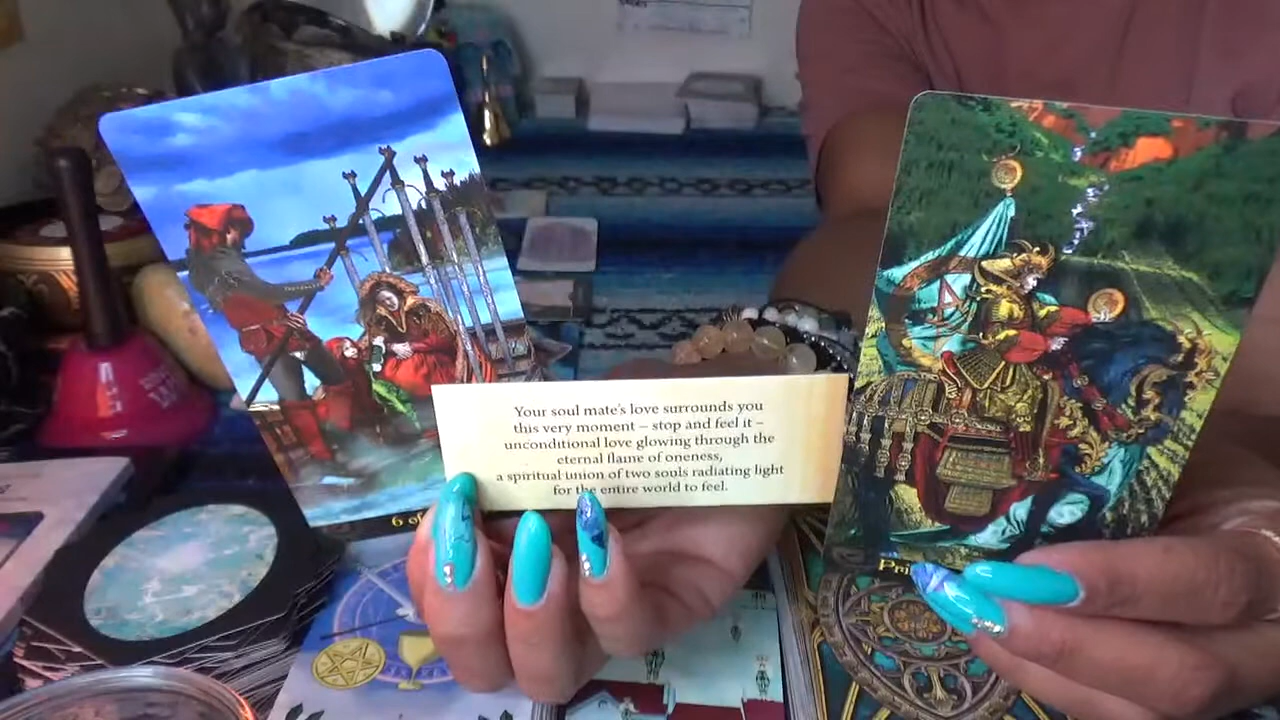 Your soul mate's love surrounds you
this very moment – stop and feel it –
unconditional love glowing through the
eternal flame of oneness,
a spiritual union of two souls radiating light
for the entire world to feel.
6 of